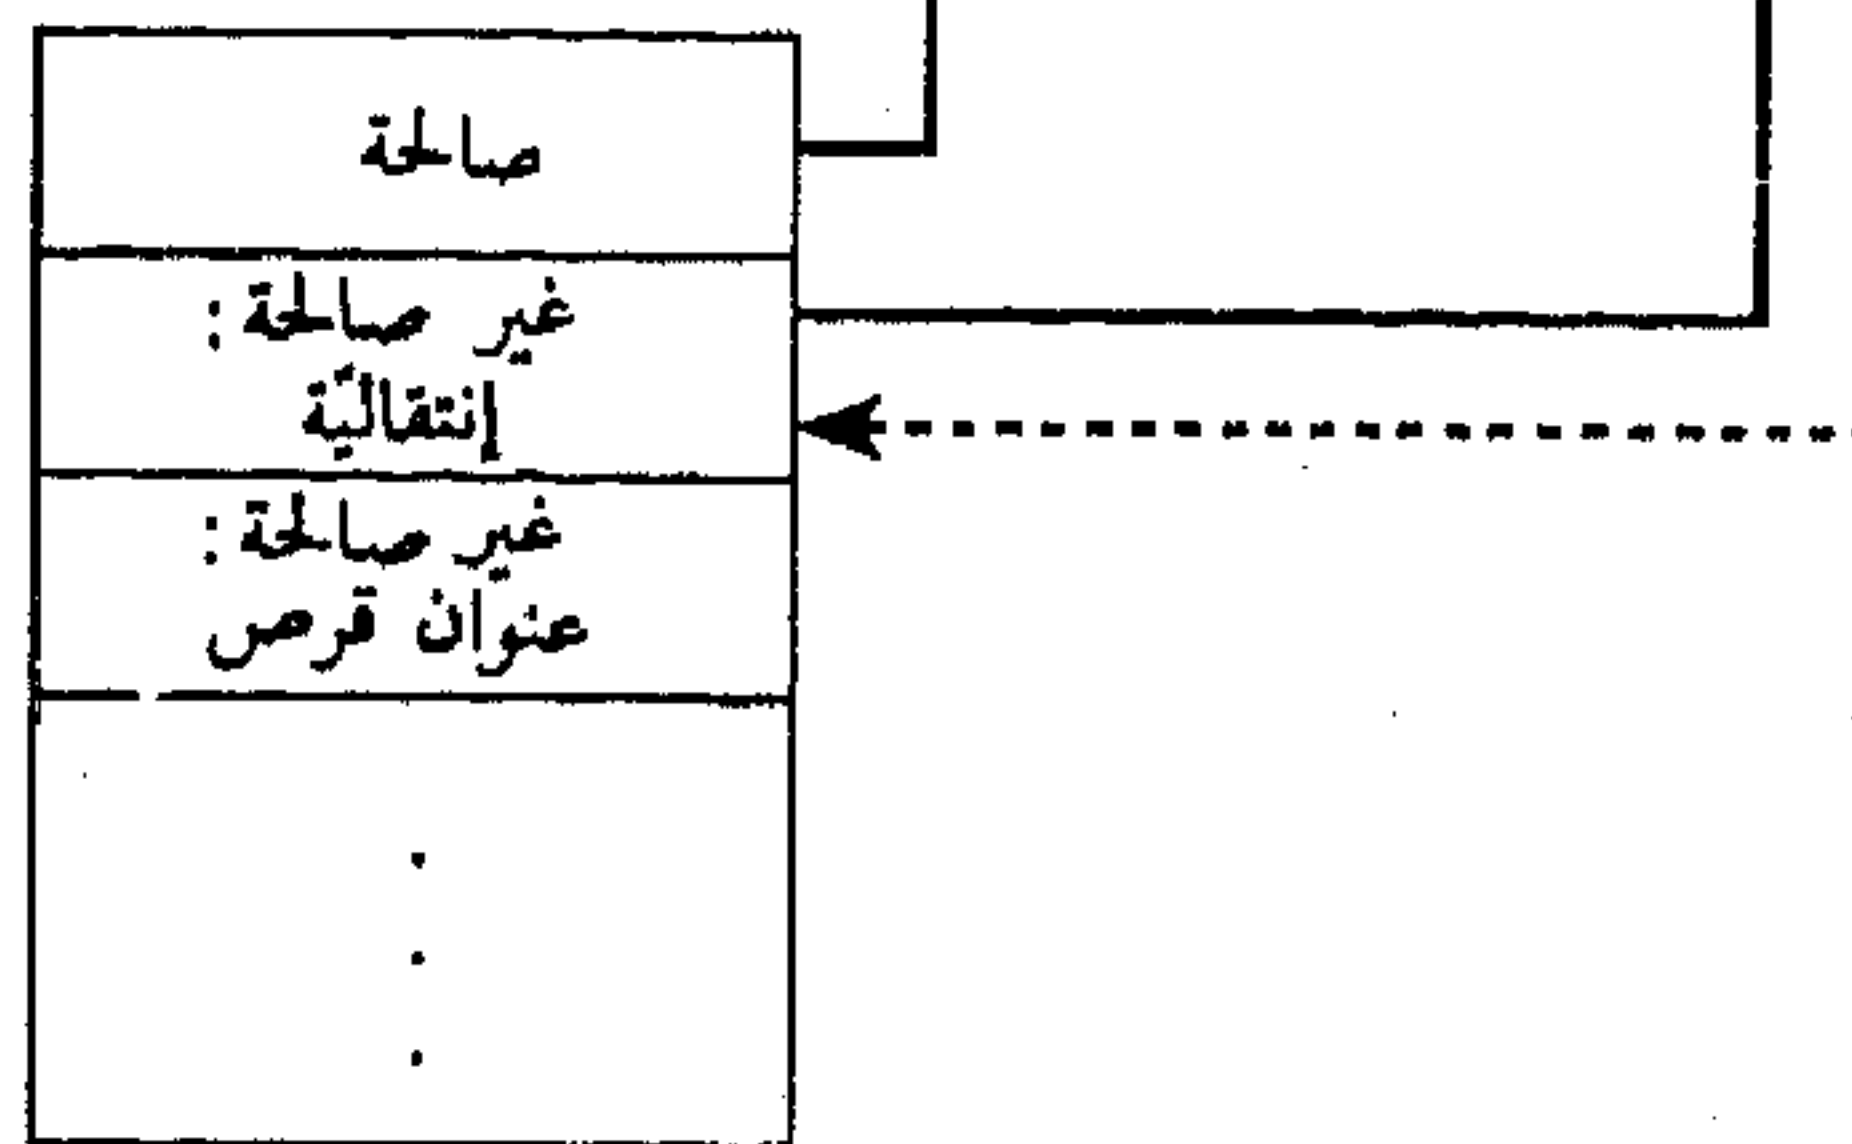 صالحة
غير صالحة :
إنتقاليّة
غير صالحة :
عنوان قرص
.
.
.